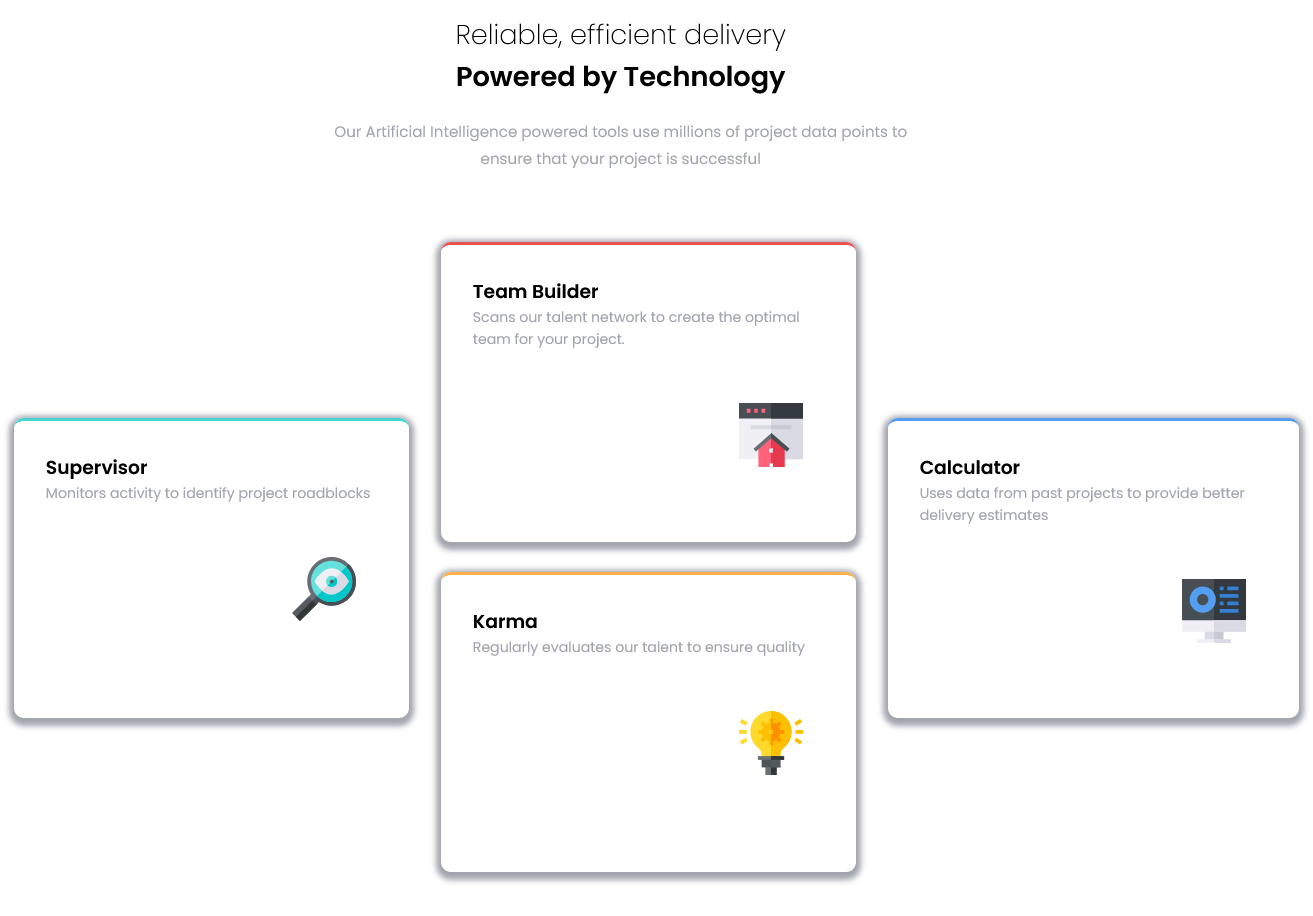 Reliable, efficient delivery
Powered by Technology
Our Artificial Intelligence powered tools use millions of project data points to
ensure that your project is successful
Team Builder
Scans our talent network to create the optimal
team for your project.
Supervisor
Monitors activity to identify project roadblocks
Calculator
Uses data from past projects to provide better
delivery estimates
Karma
Regularly evaluates our talent to ensure quality